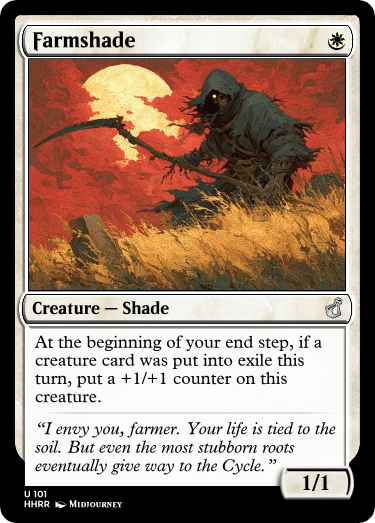 Farmshade
Creature — Shade
At the beginning of your end step, if a
creature card was put into exile this
turn, put a +1/+1 counter on this
creature.
“I envy you, farmer. Your life is tied to the
soil. But even the most stubborn roots
eventually give way to the Cycle.”
1/1
U 101
HHRR Midjourney